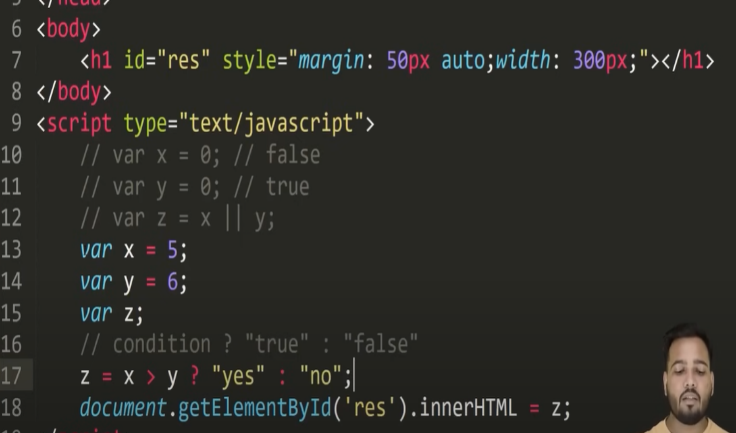 5 </head>
6 <body>
7 <h1 id="res" style="margin: 50px auto;width: 300px;"></h1>
8 </body>
9 <script type="text/javascript">
10 // var x = 0; // false
11 // var y = 0; // true
12 // var z = x || y;
13 var x = 5;
14 var y = 6;
15 var z;
16 // condition ? "true" : "false"
17 z = x > y ? "yes" : "no";
18 document.getElementById('res').innerHTML = z;